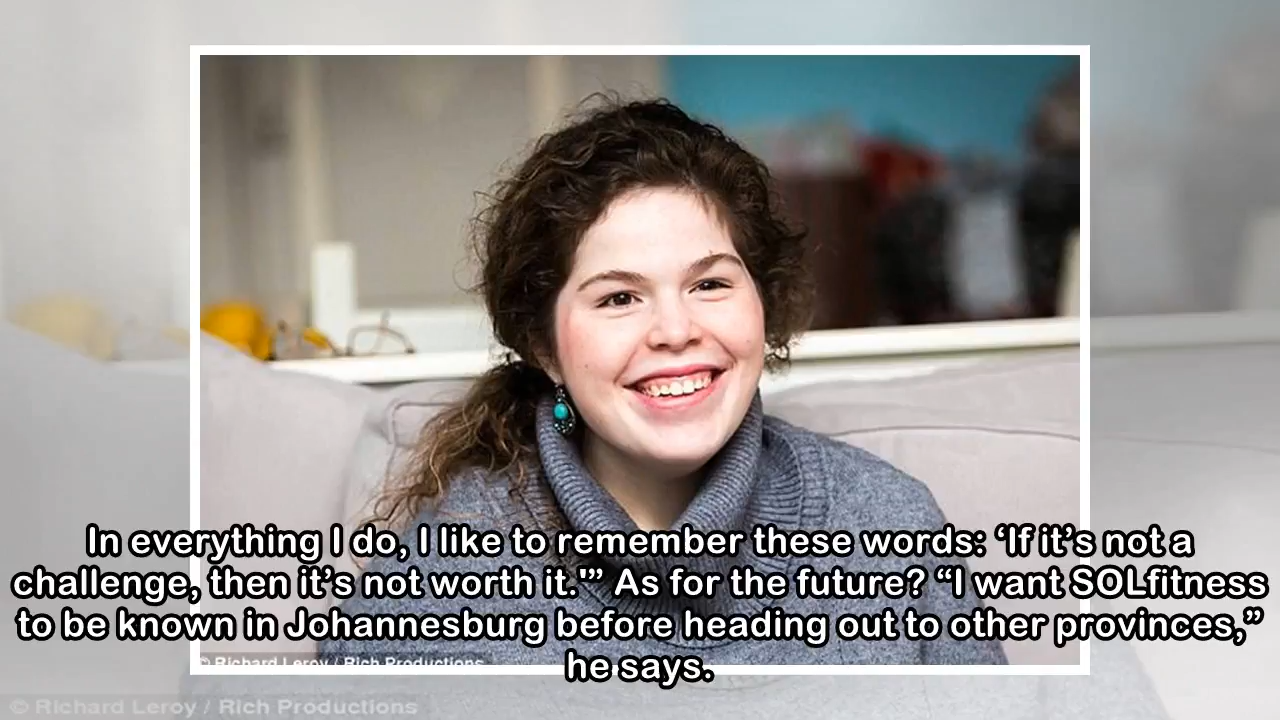 In everything I do, I like to remember these words: ‘If it’s not a
challenge, then it’s not worth it.'” As for the future? “I want SOLfitness
to be known in Johannesburg before heading out to other provinces,”
he says.
© Richard Leroy / Rich Productions
© Richard Leroy / Rich Productions